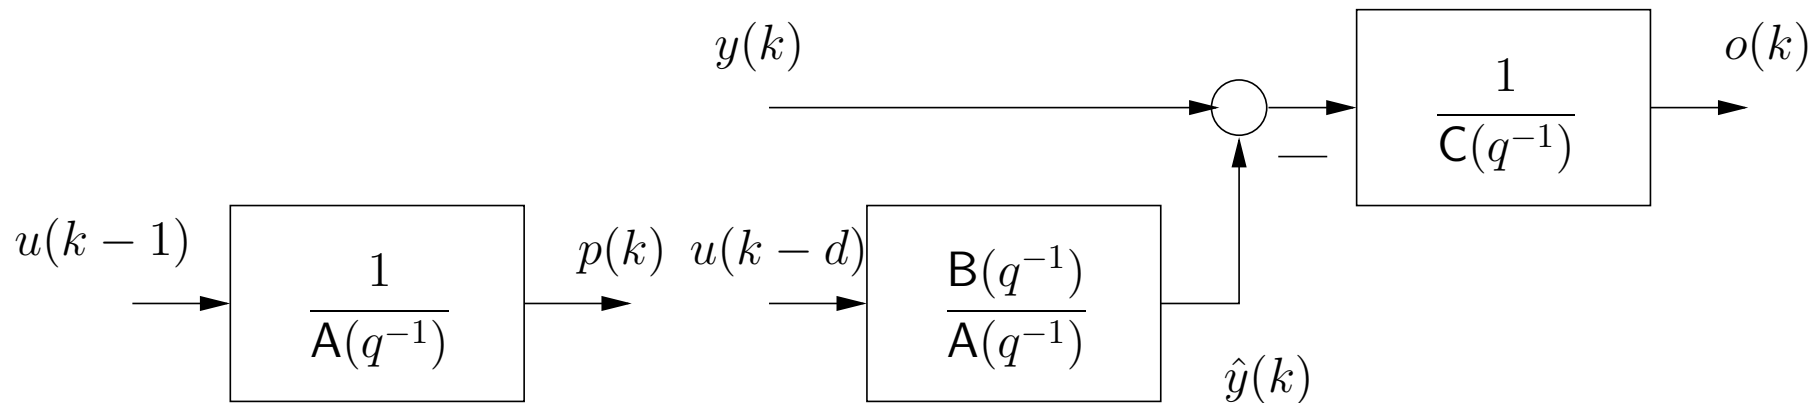 y(k)
o(k)
1
C(q⁻¹)
—
u(k − 1)
1
A(q⁻¹)
p(k)
u(k − d)
B(q⁻¹)
A(q⁻¹)
ŷ(k)